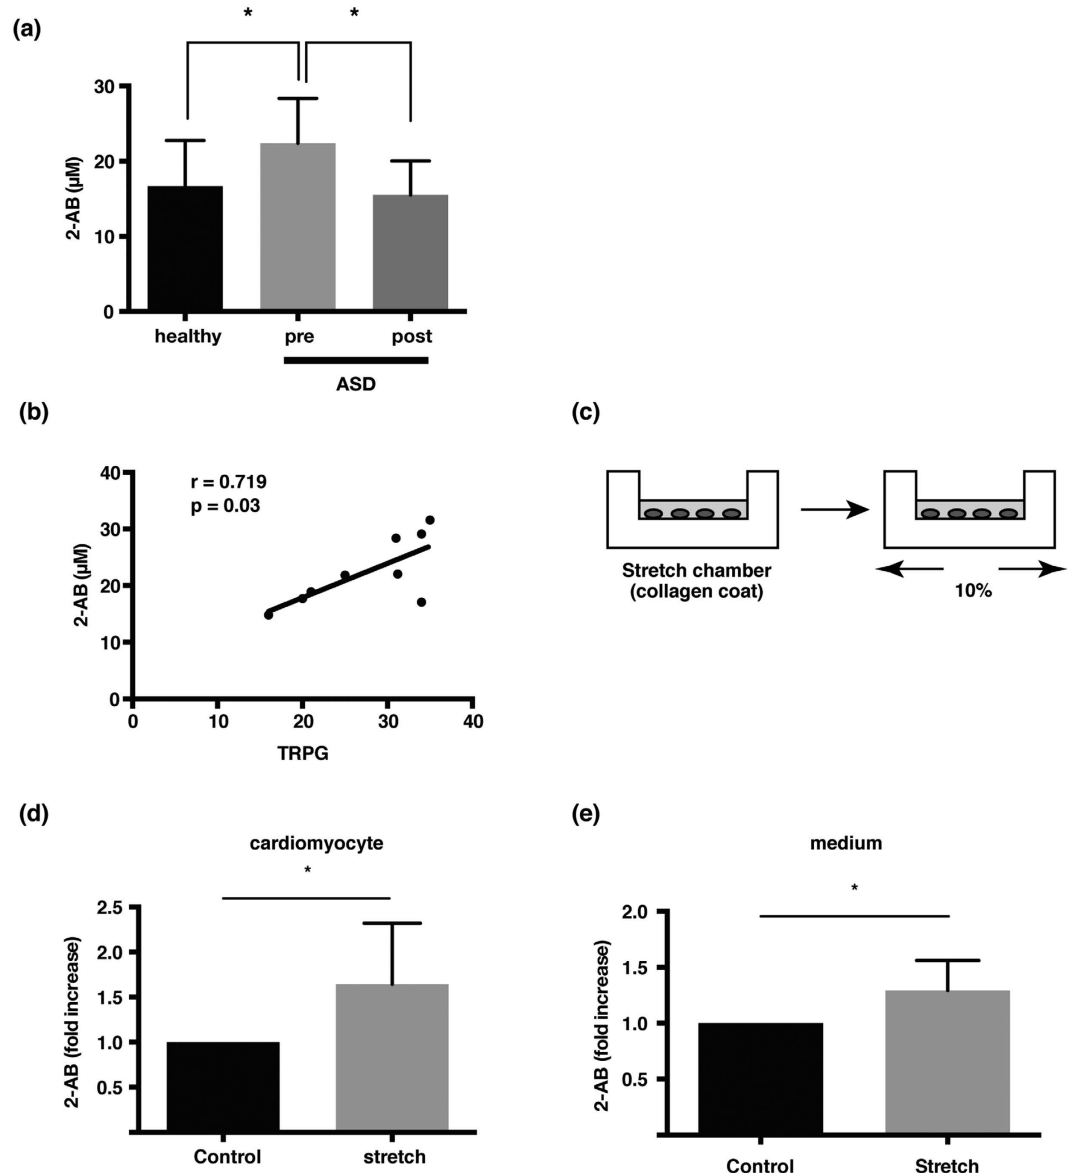 (a)
* *
30
20
10
0
2-AB (µM)
healthy pre post
ASD
(b)
40
30
20
10
0
2-AB (µM)
r = 0.719
p = 0.03
0 10 20 30 40
TRPG
(c)
Stretch chamber
(collagen coat)
10%
(d)
cardiomyocyte
*
2.5
2.0
1.5
1.0
0.5
2-AB (fold increase)
Control stretch
(e)
medium
*
2.0
1.5
1.0
0.5
2-AB (fold increase)
Control Stretch